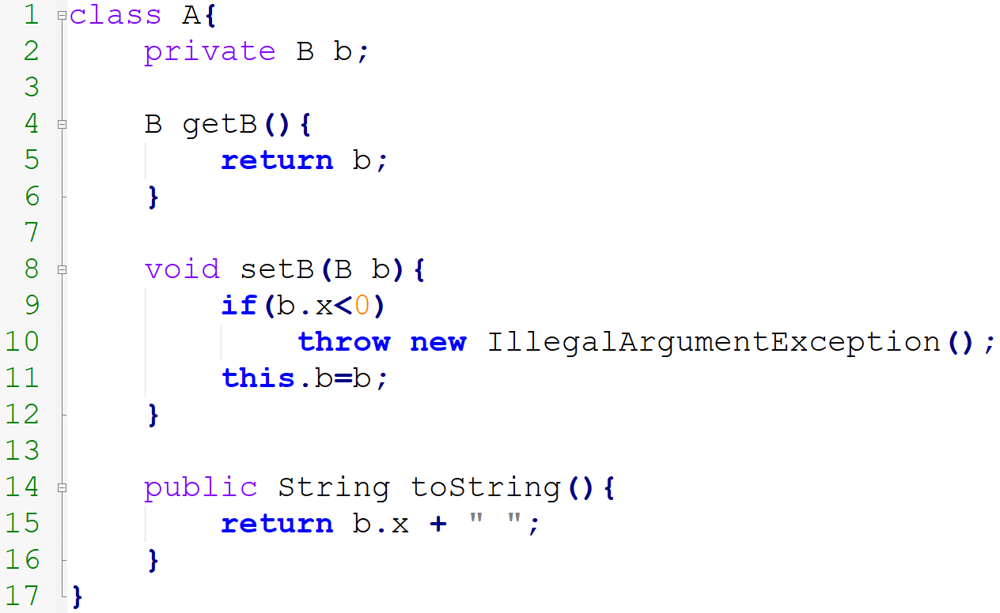 1 class A{
2 private B b;
3
4 B getB(){
5 return b;
6 }
7
8 void setB(B b){
9 if(b.x<0)
10 throw new IllegalArgumentException();
11 this.b=b;
12 }
13
14 public String toString(){
15 return b.x + " ";
16 }
17 }